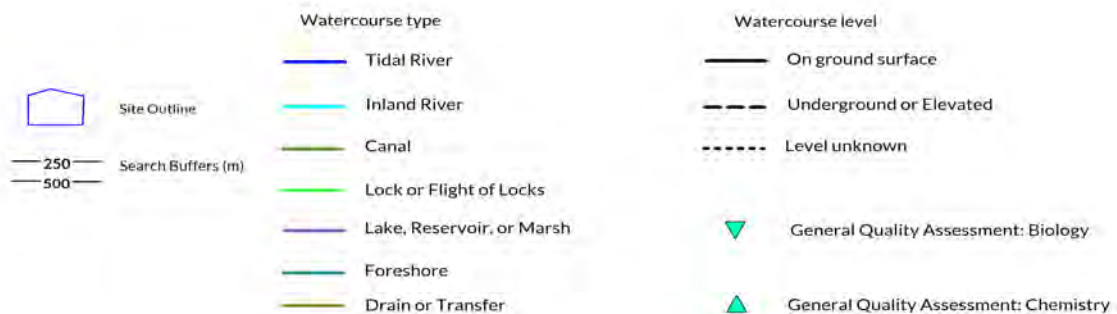 Watercourse type
Watercourse level
Tidal River
On ground surface
Site Outline
Inland River
Underground or Elevated
250
500
Search Buffers (m)
Canal
Level unknown
Lock or Flight of Locks
Lake, Reservoir, or Marsh
General Quality Assessment: Biology
Foreshore
Drain or Transfer
General Quality Assessment: Chemistry